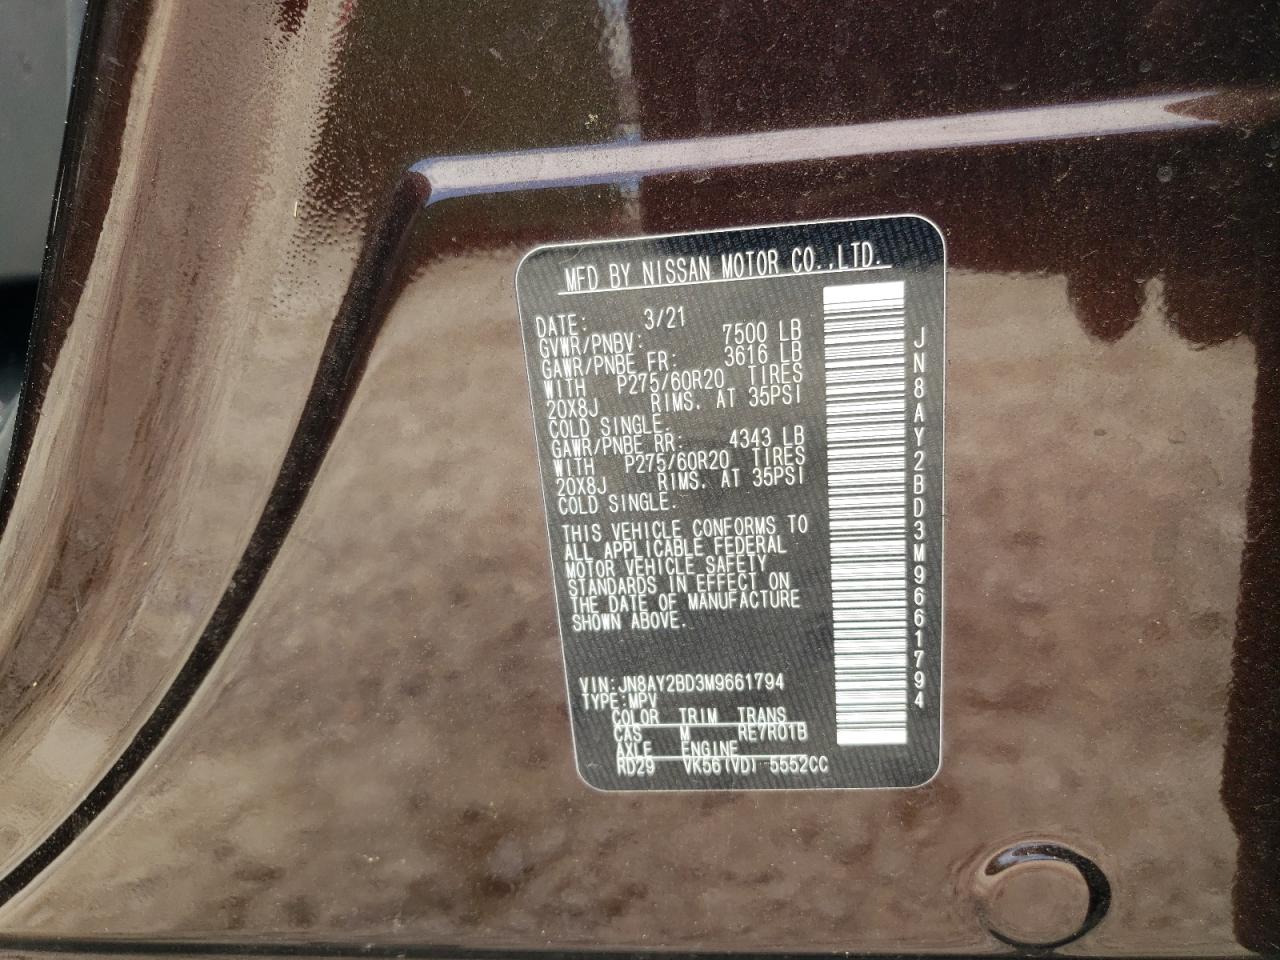 MFD BY NISSAN MOTOR CO.,LTD.
DATE: 3/21
GVWR/PNBV: 7500 LB
GAWR/PNBE FR: 3616 LB
WITH P275/60R20 TIRES
20X8J RIMS. AT 35PSI
COLD SINGLE.
GAWR/PNBE RR: 4343 LB
WITH P275/60R20 TIRES
20X8J RIMS. AT 35PSI
COLD SINGLE.
THIS VEHICLE CONFORMS TO
ALL APPLICABLE FEDERAL
MOTOR VEHICLE SAFETY
STANDARDS IN EFFECT ON
THE DATE OF MANUFACTURE
SHOWN ABOVE.
VIN:JN8AY2BD3M9661794
TYPE:MPV
COLOR TRIM TRANS
CAS M RE7R01B
AXLE ENGINE
RD29 VK56(VD) 5552CC
JN8AY2BD3M9661794